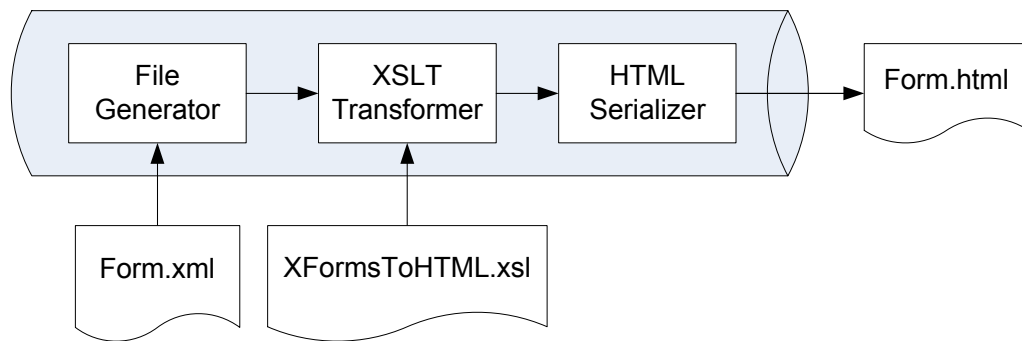 File
Generator
XSLT
Transformer
HTML
Serializer
Form.html
Form.xml
XFormsToHTML.xsl